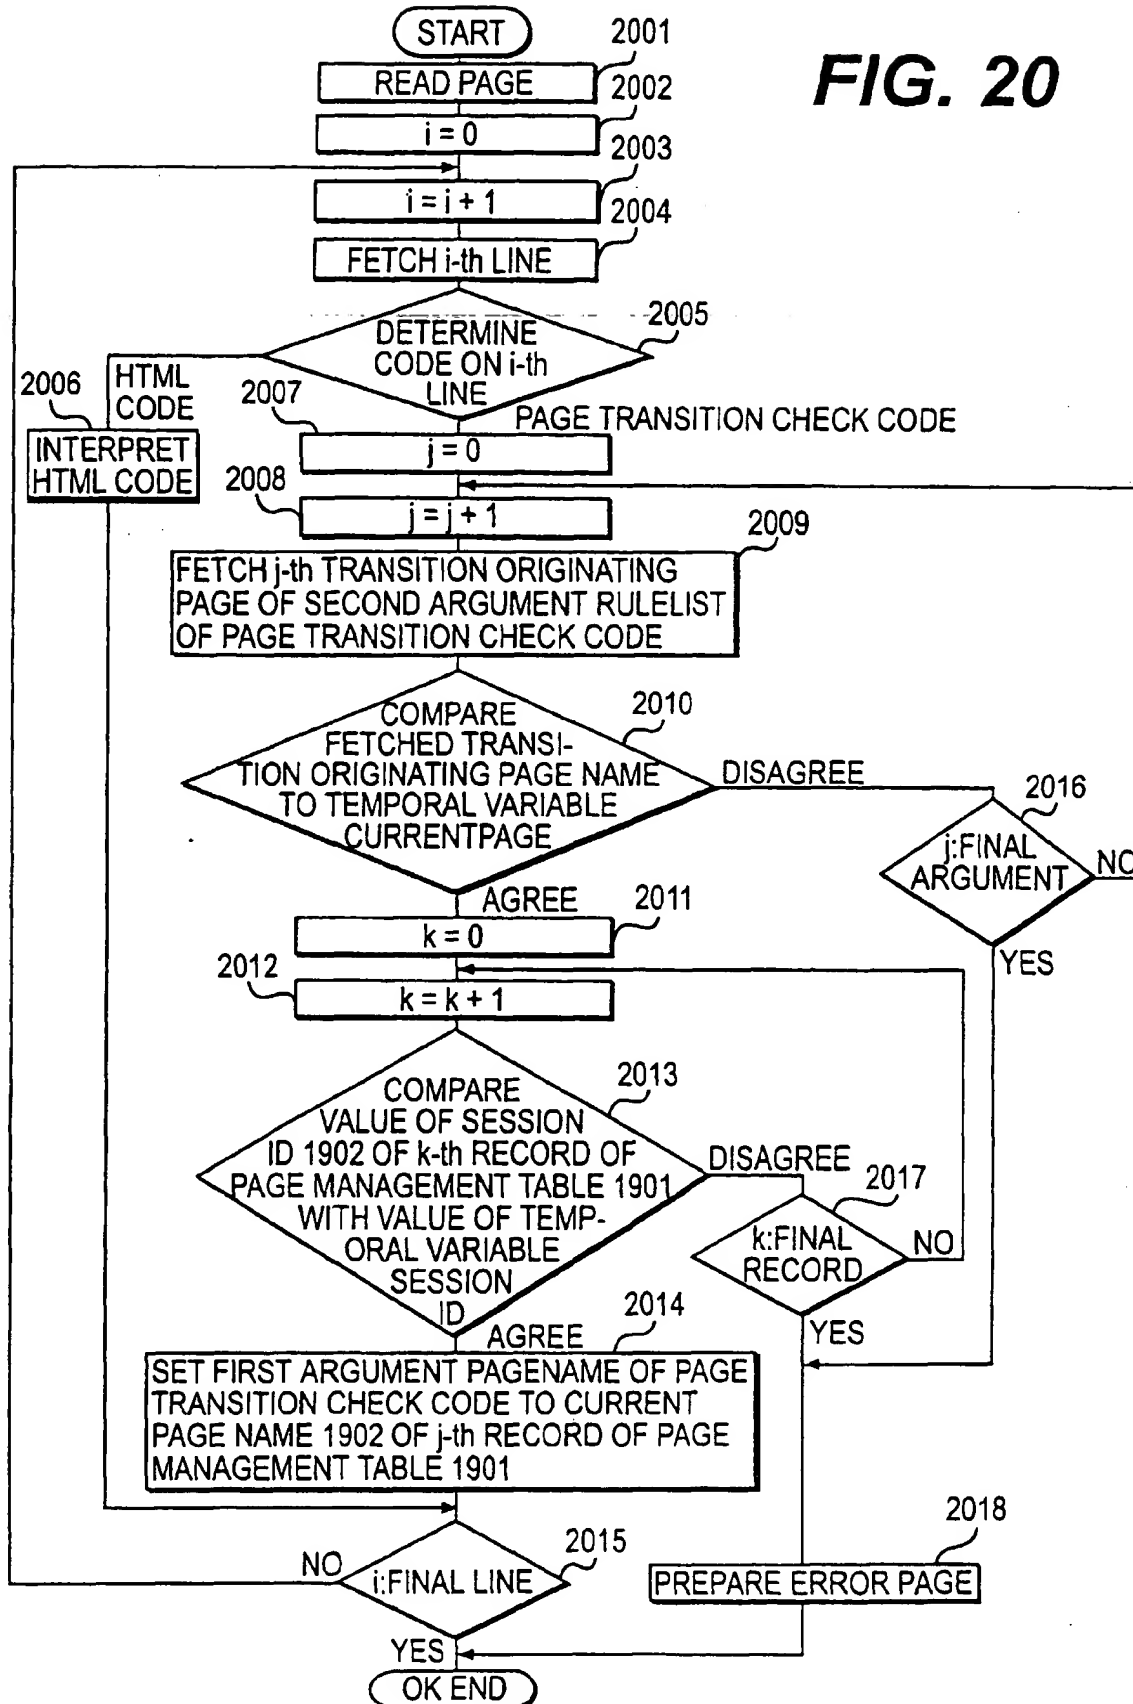 START
2001
FIG. 20
READ PAGE
2002
i = 0
2003
i = i + 1
2004
FETCH i-th LINE
2005
DETERMINE
CODE ON i-th
LINE
2006
HTML
CODE
2007
PAGE TRANSITION CHECK CODE
INTERPRET
HTML CODE
j = 0
2008
j = j + 1
2009
FETCH j-th TRANSITION ORIGINATING
PAGE OF SECOND ARGUMENT RULELIST
OF PAGE TRANSITION CHECK CODE
2010
COMPARE
FETCHED TRANSI-
TION ORIGINATING PAGE NAME
TO TEMPORAL VARIABLE
CURRENTPAGE
DISAGREE
2016
j:FINAL
ARGUMENT
NO
YES
AGREE
2011
k = 0
2012
k = k + 1
2013
COMPARE
VALUE OF SESSION
ID 1902 OF k-th RECORD OF
PAGE MANAGEMENT TABLE 1901
WITH VALUE OF TEMP-
ORAL VARIABLE
SESSION
ID
DISAGREE
2017
k:FINAL
RECORD
NO
YES
AGREE
2014
SET FIRST ARGUMENT PAGENAME OF PAGE
TRANSITION CHECK CODE TO CURRENT
PAGE NAME 1902 OF j-th RECORD OF PAGE
MANAGEMENT TABLE 1901
2015
NO
i:FINAL LINE
2018
PREPARE ERROR PAGE
YES
OK END